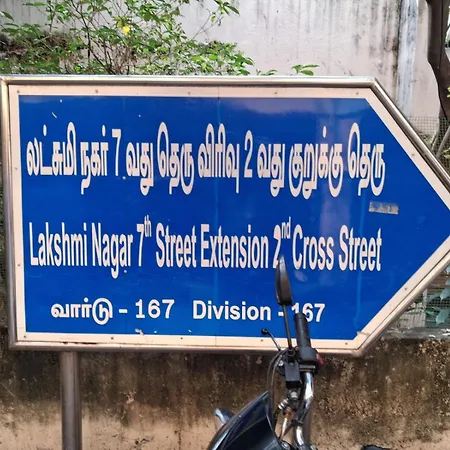 லட்சுமி நகர் 7 வது தெரு விரிவு 2 வது குறுக்கு தெரு
Lakshmi Nagar 7th Street Extension 2nd Cross Street
வார்டு - 167 Division - 167